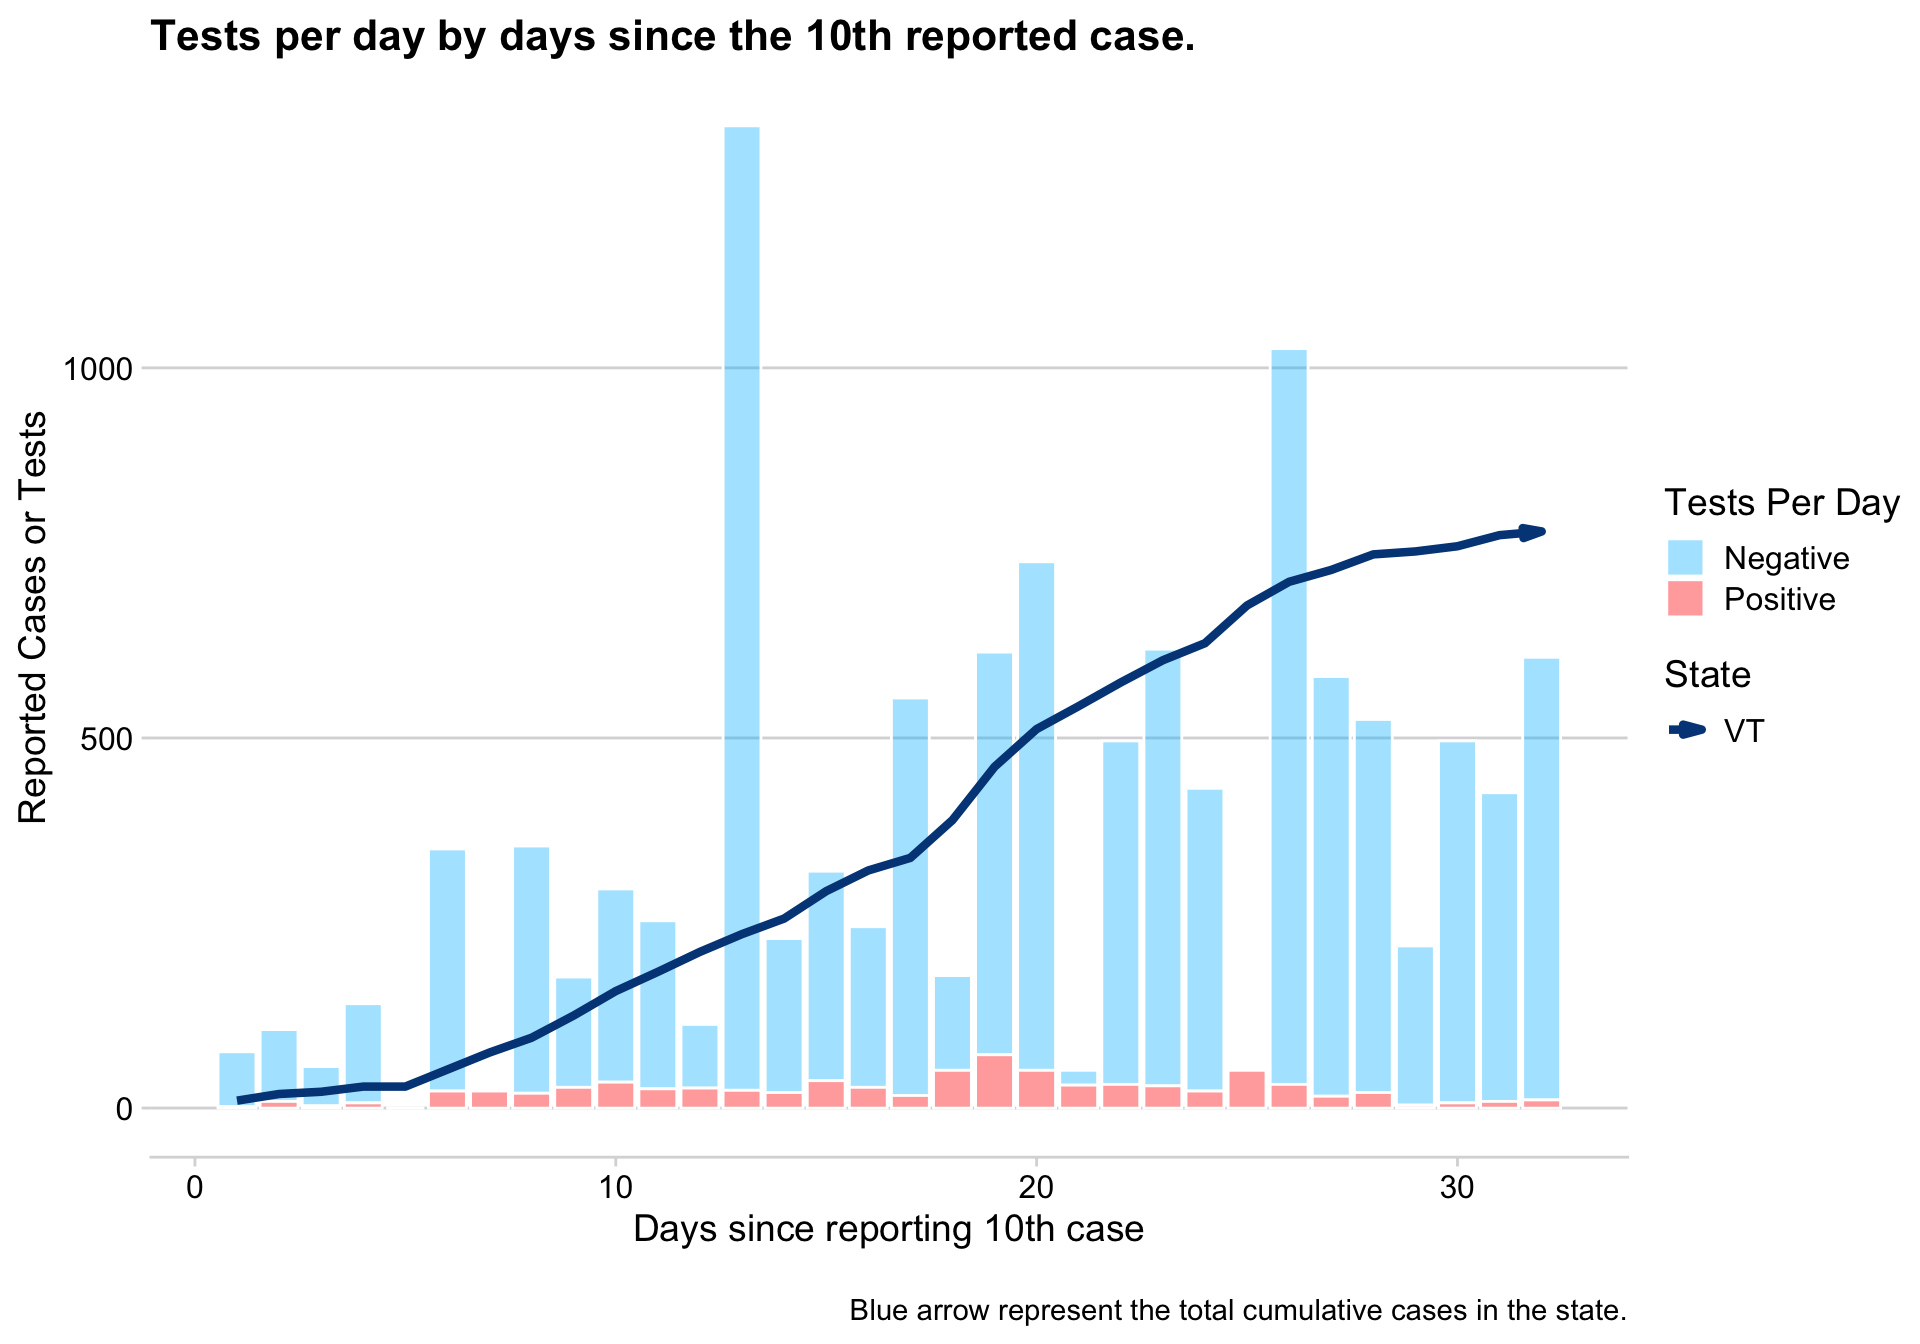 Tests per day by days since the 10th reported case.
Reported Cases or Tests
1000
500
0
0 10 20 30
Days since reporting 10th case
Tests Per Day
Negative
Positive
State
VT
Blue arrow represent the total cumulative cases in the state.